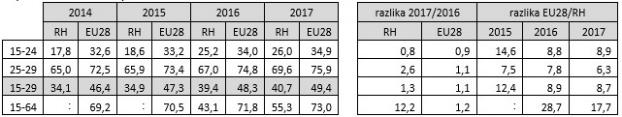 2014 2015 2016 2017 razlika 2017/2016 razlika EU28/RH
RH EU28 RH EU28 RH EU28 RH EU28 RH EU28 2015 2016 2017
15-24 17,8 32,6 18,6 33,2 25,2 34,0 26,0 34,9 0,8 0,9 14,6 8,8 8,9
25-29 65,0 72,5 65,9 73,4 67,0 74,8 69,6 75,9 2,6 1,1 7,5 7,8 6,3
15-29 34,1 46,4 34,9 47,3 39,4 48,3 40,7 49,4 1,3 1,1 12,4 8,9 8,7
15-64 : 69,2 : 70,5 43,1 71,8 55,3 73,0 12,2 1,2 : 28,7 17,7